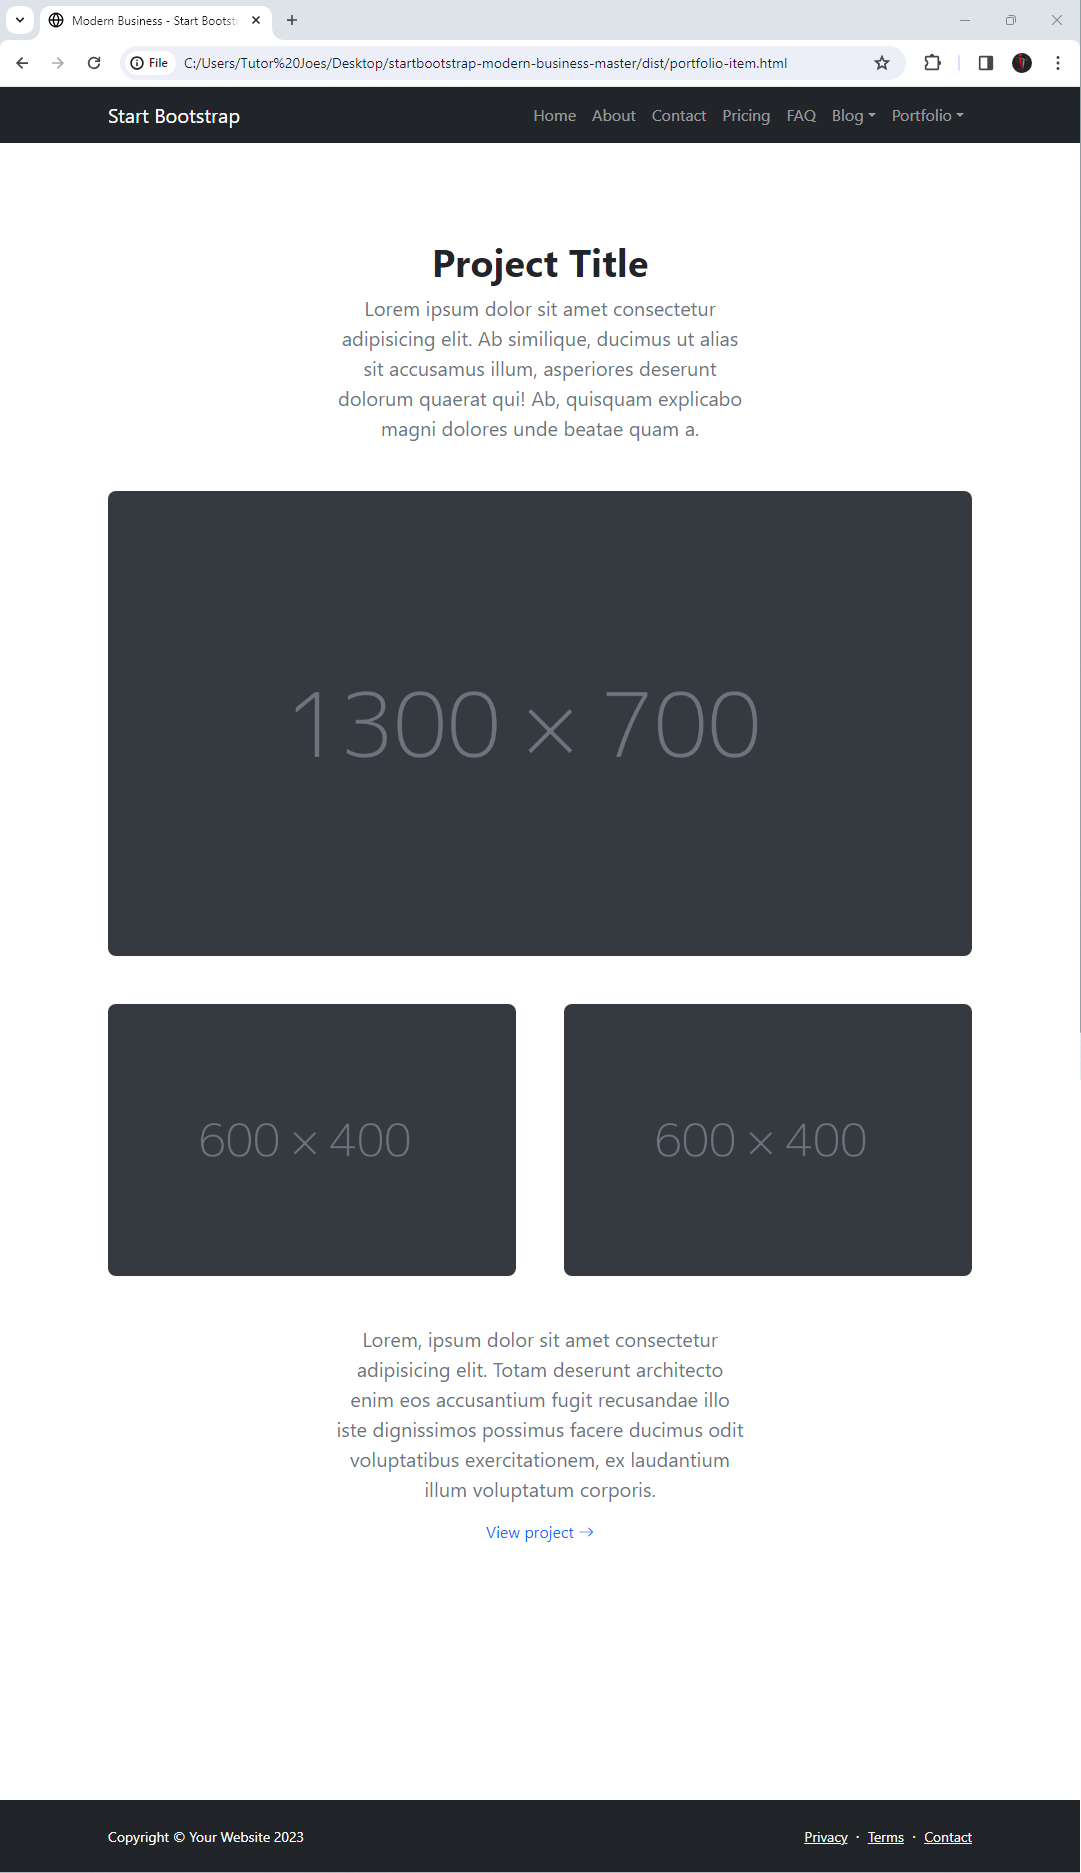 Modern Business - Start Bootst
File
C:/Users/Tutor%20Joes/Desktop/startbootstrap-modern-business-master/dist/portfolio-item.html
Start Bootstrap
Home About Contact Pricing FAQ Blog Portfolio
Project Title
Lorem ipsum dolor sit amet consectetur
adipisicing elit. Ab similique, ducimus ut alias
sit accusamus illum, asperiores deserunt
dolorum quaerat qui! Ab, quisquam explicabo
magni dolores unde beatae quam a.
1300 × 700
600 × 400
600 × 400
Lorem, ipsum dolor sit amet consectetur
adipisicing elit. Totam deserunt architecto
enim eos accusantium fugit recusandae illo
iste dignissimos possimus facere ducimus odit
voluptatibus exercitationem, ex laudantium
illum voluptatum corporis.
View project →
Copyright © Your Website 2023
Privacy · Terms · Contact